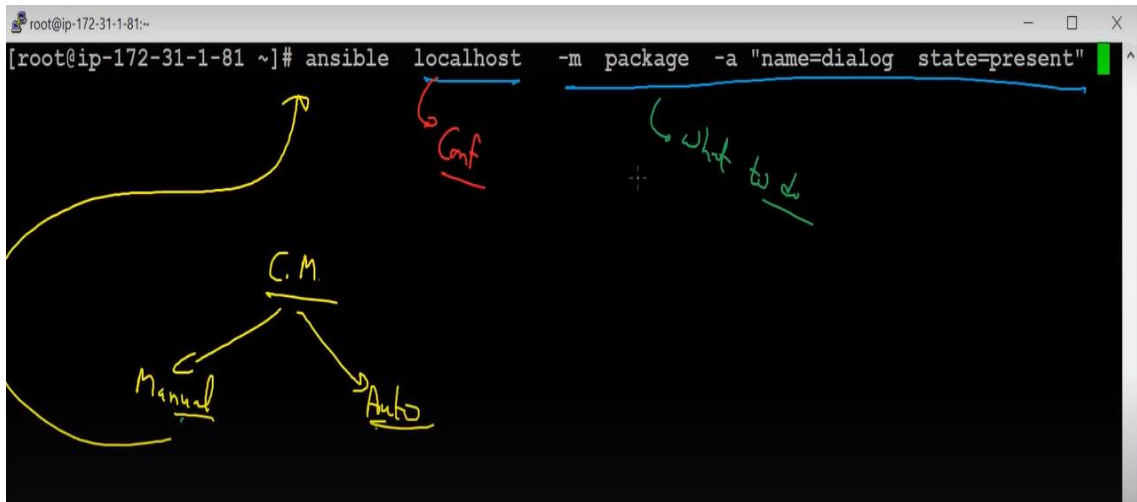 root@ip-172-31-1-81:~
[root@ip-172-31-1-81 ~]# ansible localhost -m package -a "name=dialog state=present"
Conf
what to do
C.M.
Manual
Auto